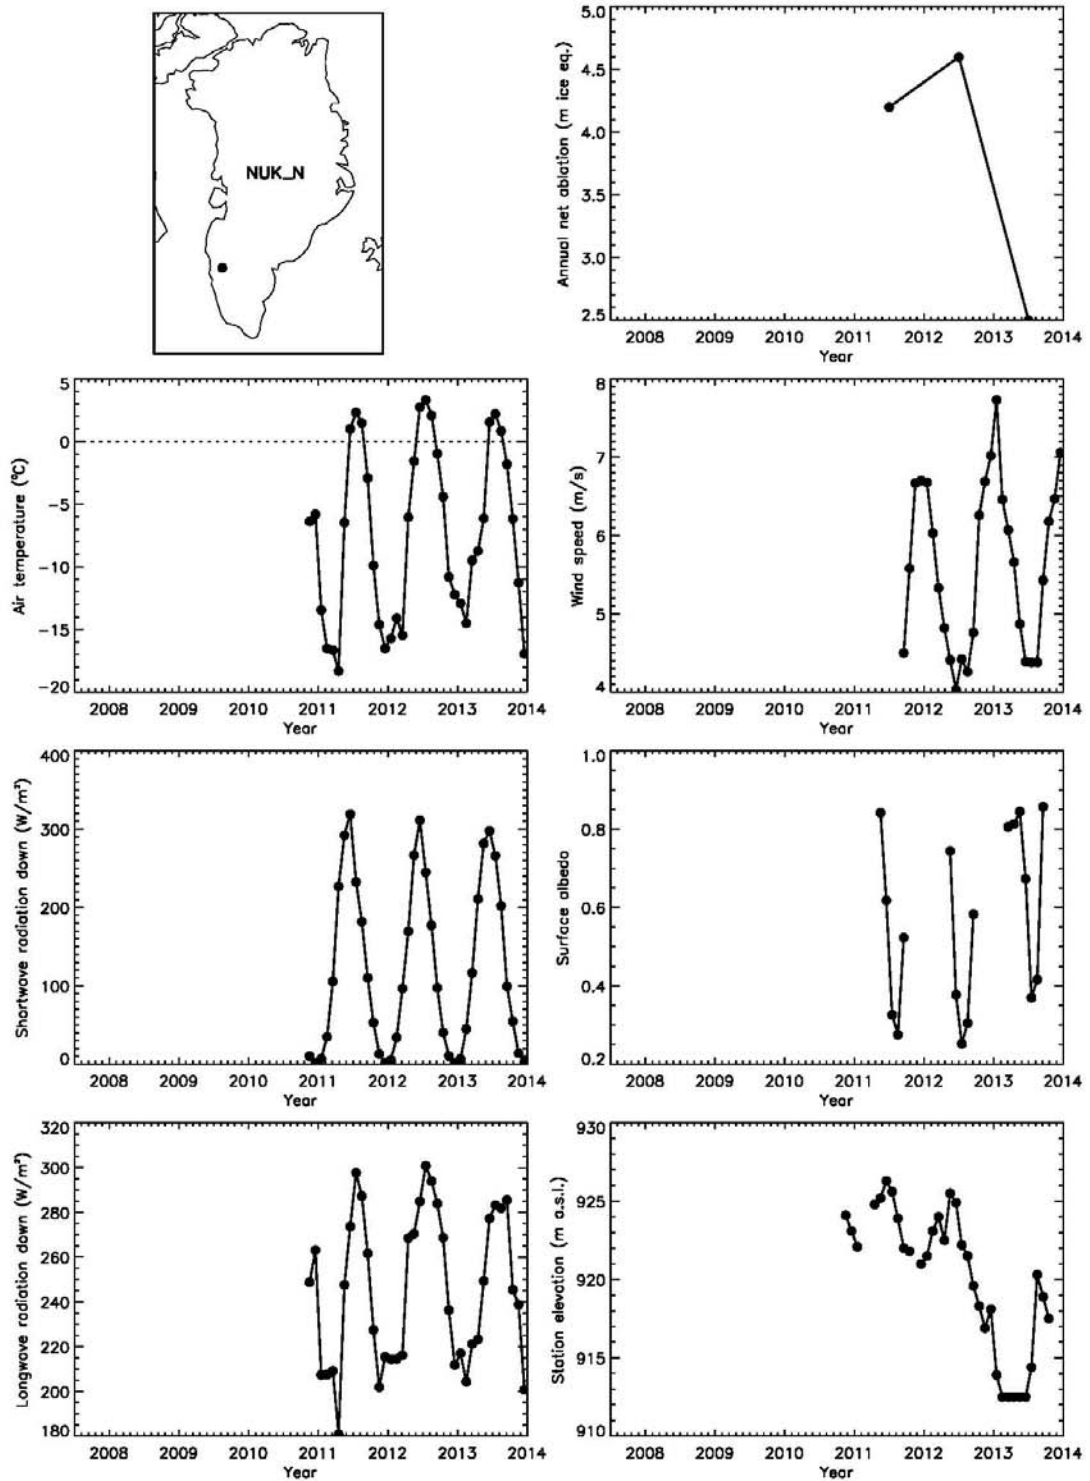 NUK_N
Annual net ablation (m ice eq.)
5.0
4.5
4.0
3.5
3.0
2.5
2008 2009 2010 2011 2012 2013 2014
Year
Air temperature (°C)
5
0
−5
−10
−15
−20
2008 2009 2010 2011 2012 2013 2014
Year
Wind speed (m/s)
8
7
6
5
4
2008 2009 2010 2011 2012 2013 2014
Year
Shortwave radiation down (W/m²)
400
300
200
100
0
2008 2009 2010 2011 2012 2013 2014
Year
Surface albedo
1.0
0.8
0.6
0.4
0.2
2008 2009 2010 2011 2012 2013 2014
Year
Longwave radiation down (W/m²)
320
300
280
260
240
220
200
180
2008 2009 2010 2011 2012 2013 2014
Year
Station elevation (m a.s.l.)
930
925
920
915
910
2008 2009 2010 2011 2012 2013 2014
Year